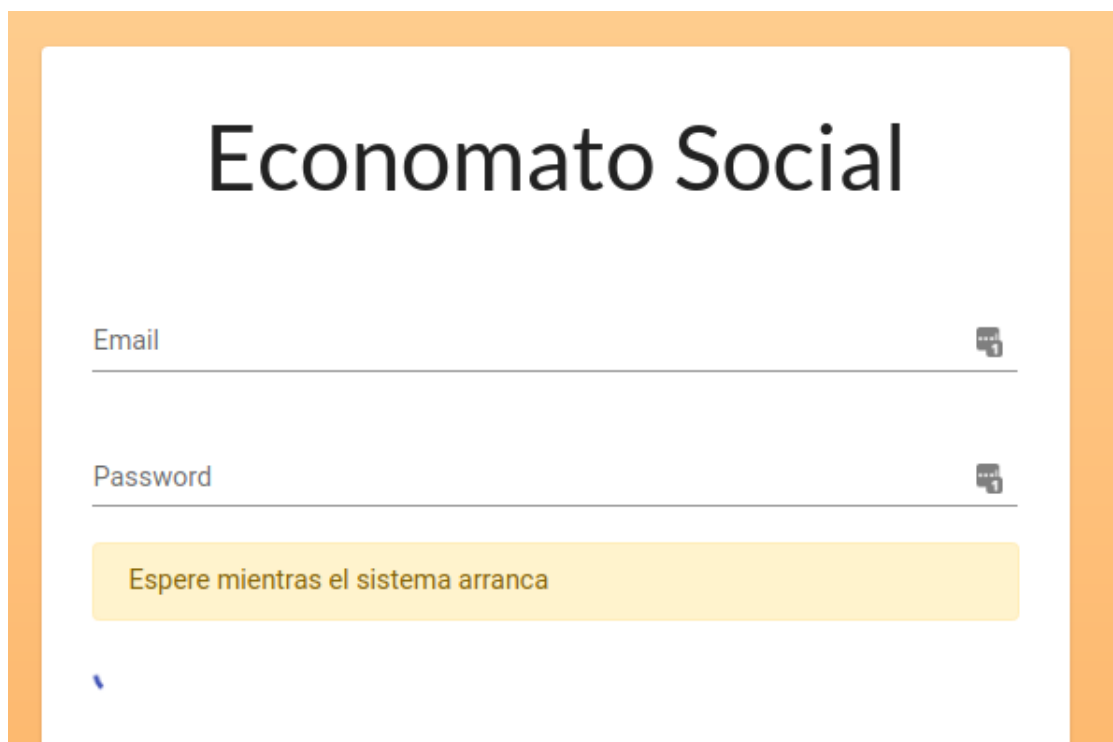 Economato Social
Email
Password
Espere mientras el sistema arranca